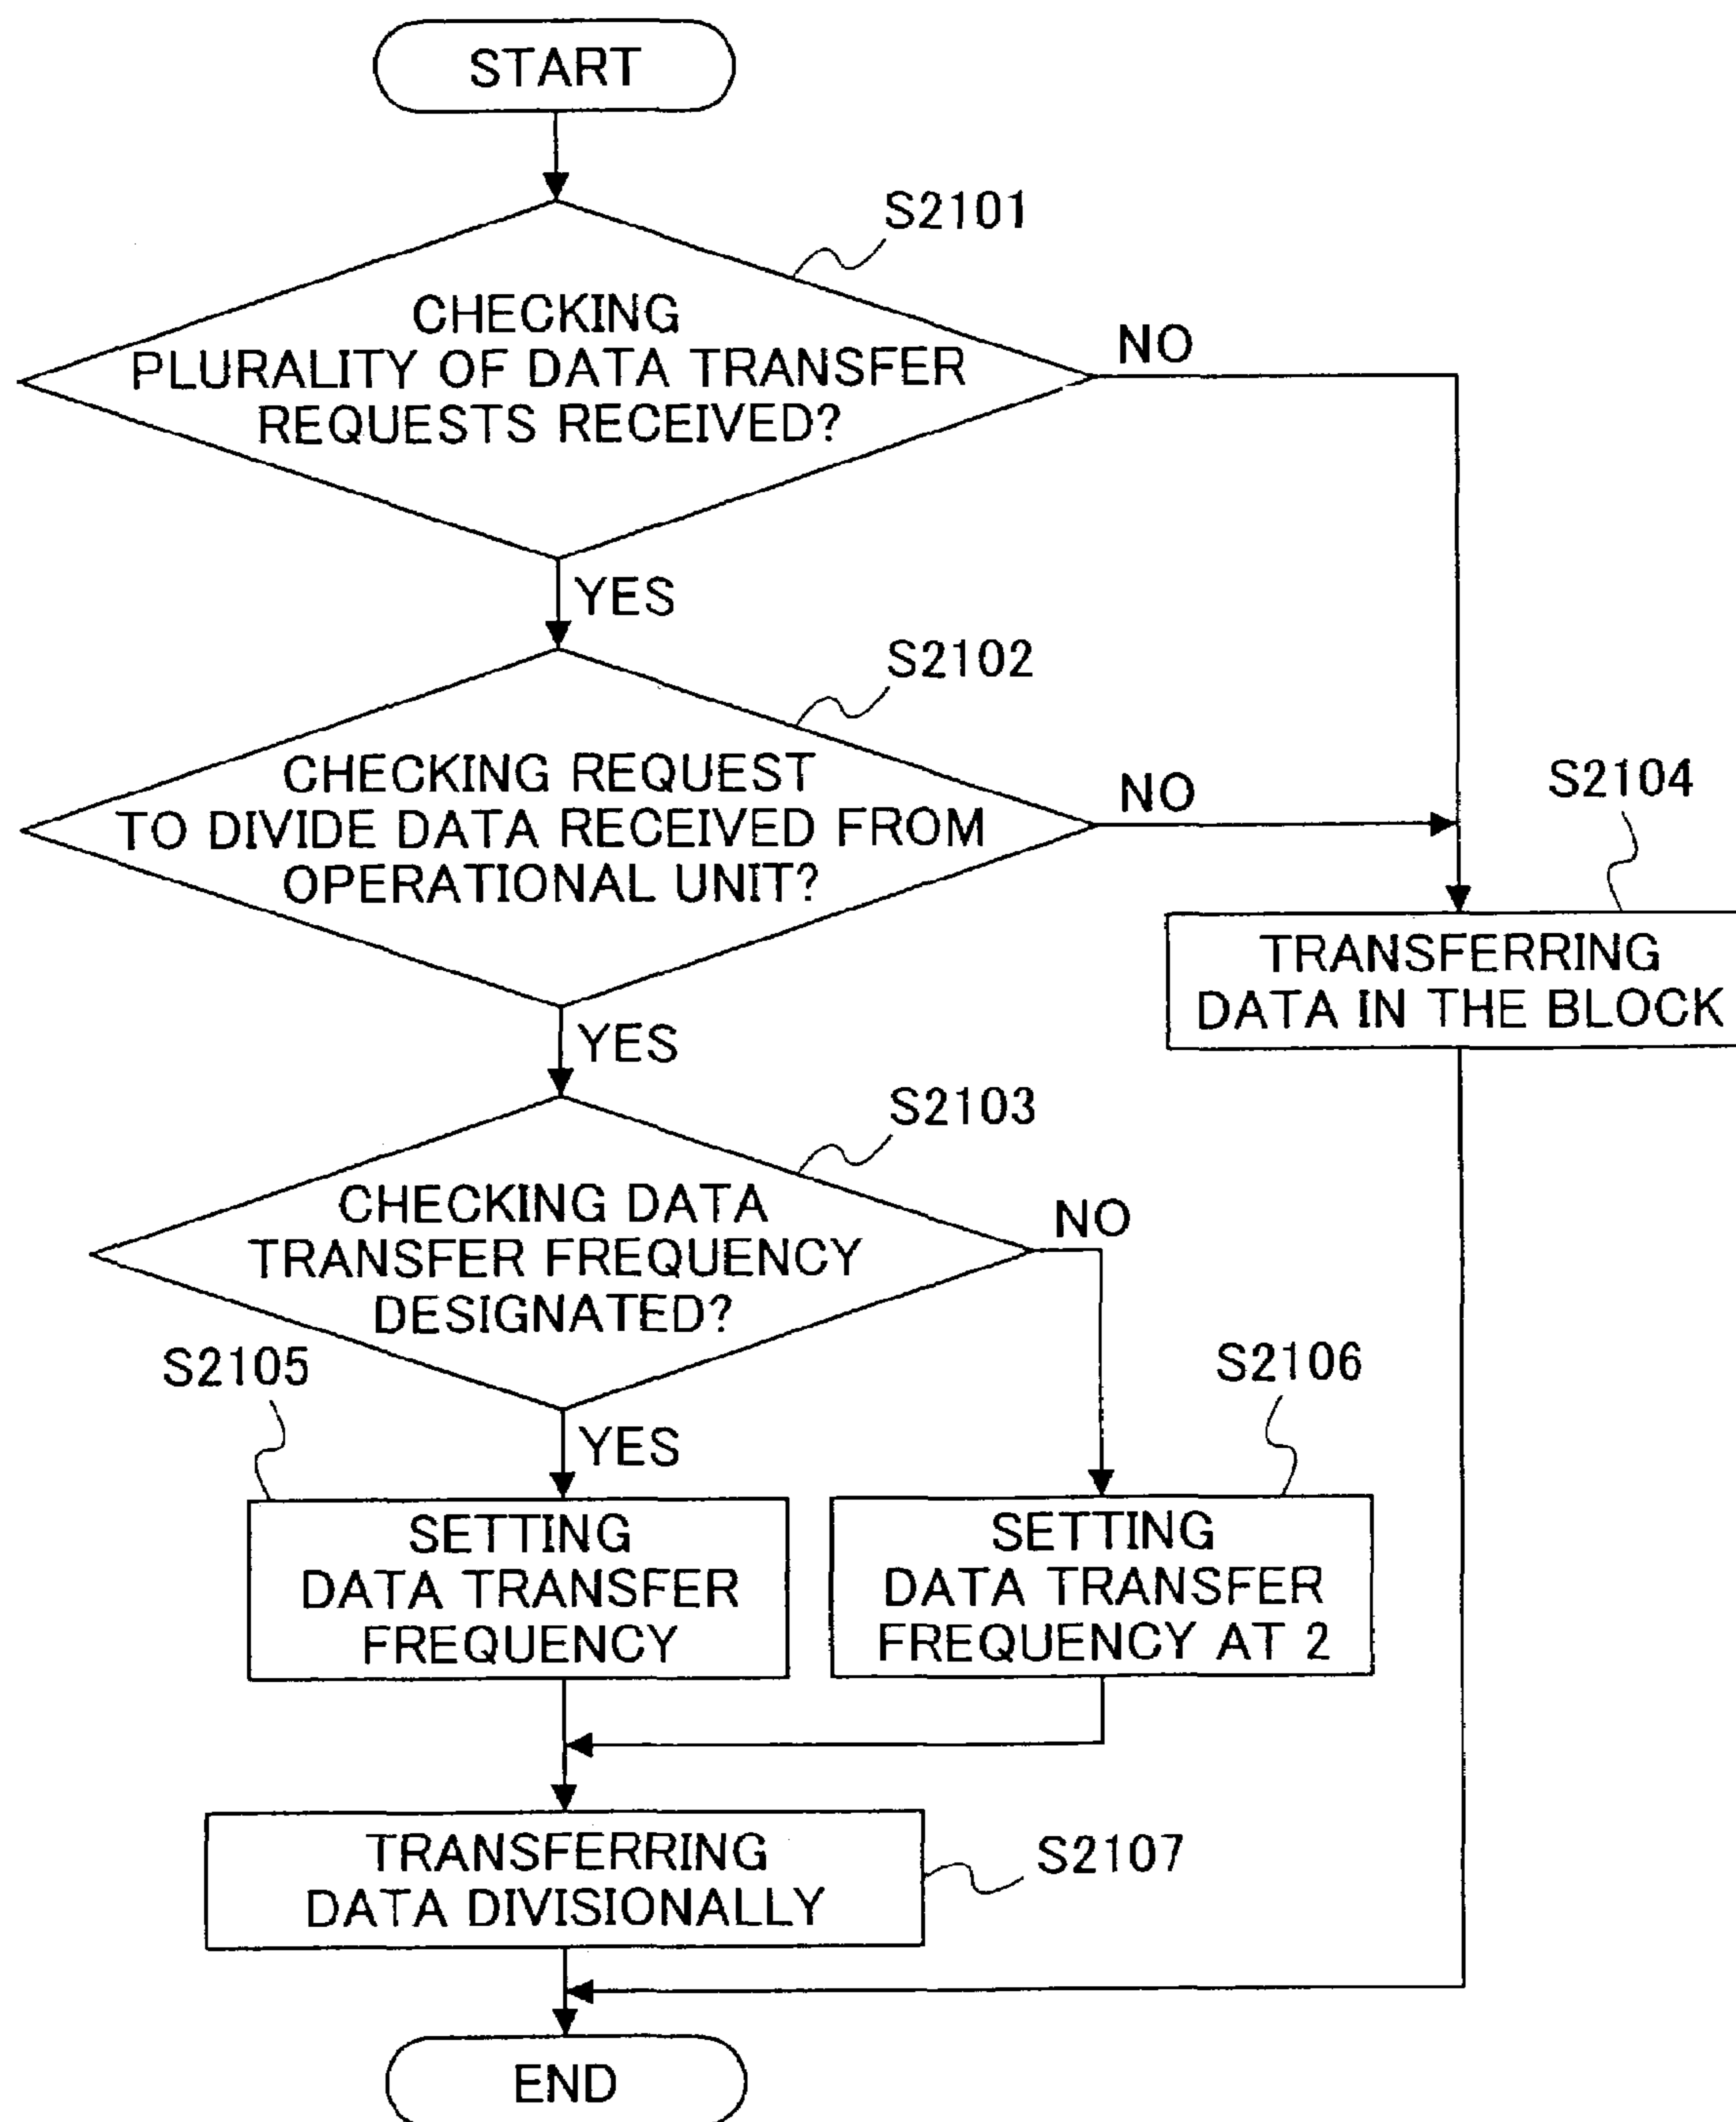 START
S2101
CHECKING
PLURALITY OF DATA TRANSFER
REQUESTS RECEIVED?
NO
YES
S2102
CHECKING REQUEST
TO DIVIDE DATA RECEIVED FROM
OPERATIONAL UNIT?
NO
S2104
TRANSFERRING
DATA IN THE BLOCK
YES
S2103
CHECKING DATA
TRANSFER FREQUENCY
DESIGNATED?
NO
S2105
YES
S2106
SETTING
DATA TRANSFER
FREQUENCY
SETTING
DATA TRANSFER
FREQUENCY AT 2
TRANSFERRING
DATA DIVISIONALLY
S2107
END